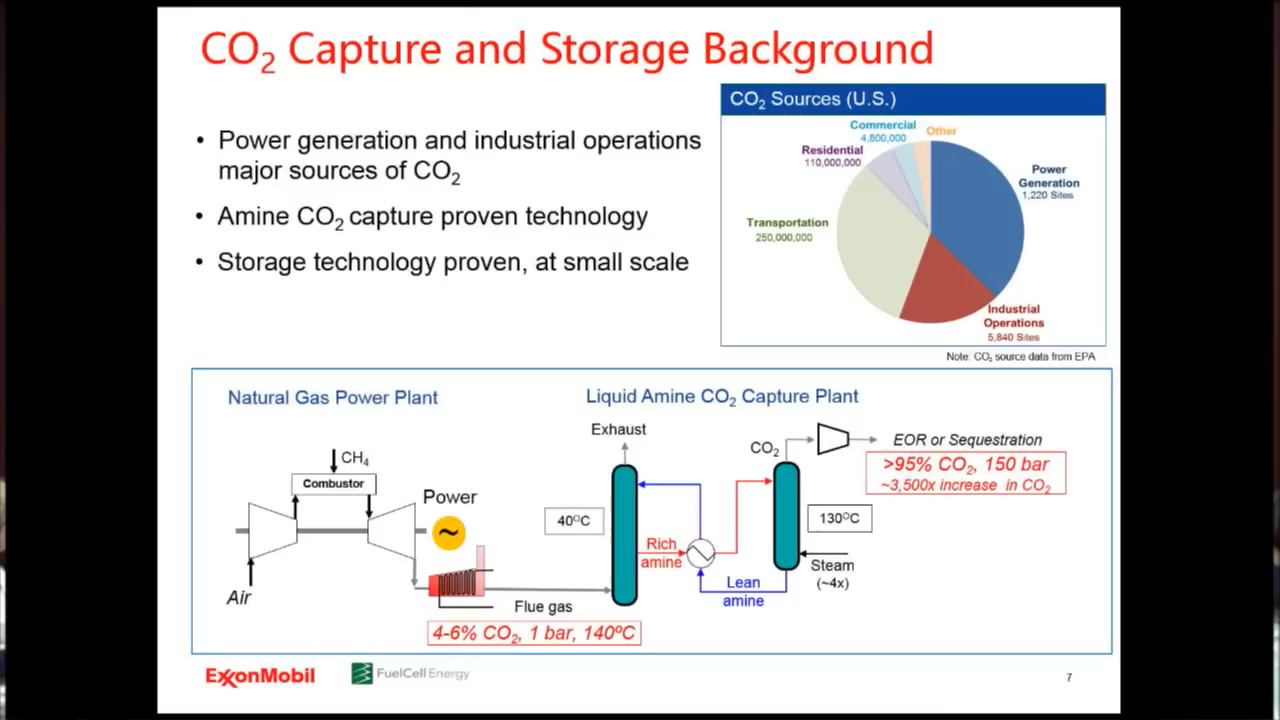 CO2 Capture and Storage Background
• Power generation and industrial operations
major sources of CO2
• Amine CO2 capture proven technology
• Storage technology proven, at small scale
CO2 Sources (U.S.)
Commercial
4,800,000
Other
Residential
110,000,000
Power
Generation
1,220 Sites
Transportation
250,000,000
Industrial
Operations
5,840 Sites
Note: CO2 source data from EPA
Natural Gas Power Plant
CH4
Combustor
Power
~
Air
Flue gas
4-6% CO2, 1 bar, 140ºC
Liquid Amine CO2 Capture Plant
Exhaust
40ºC
Rich
amine
Lean
amine
CO2
130ºC
Steam
(~4x)
EOR or Sequestration
>95% CO2, 150 bar
~3,500x increase in CO2
ExxonMobil
FuelCell Energy
7